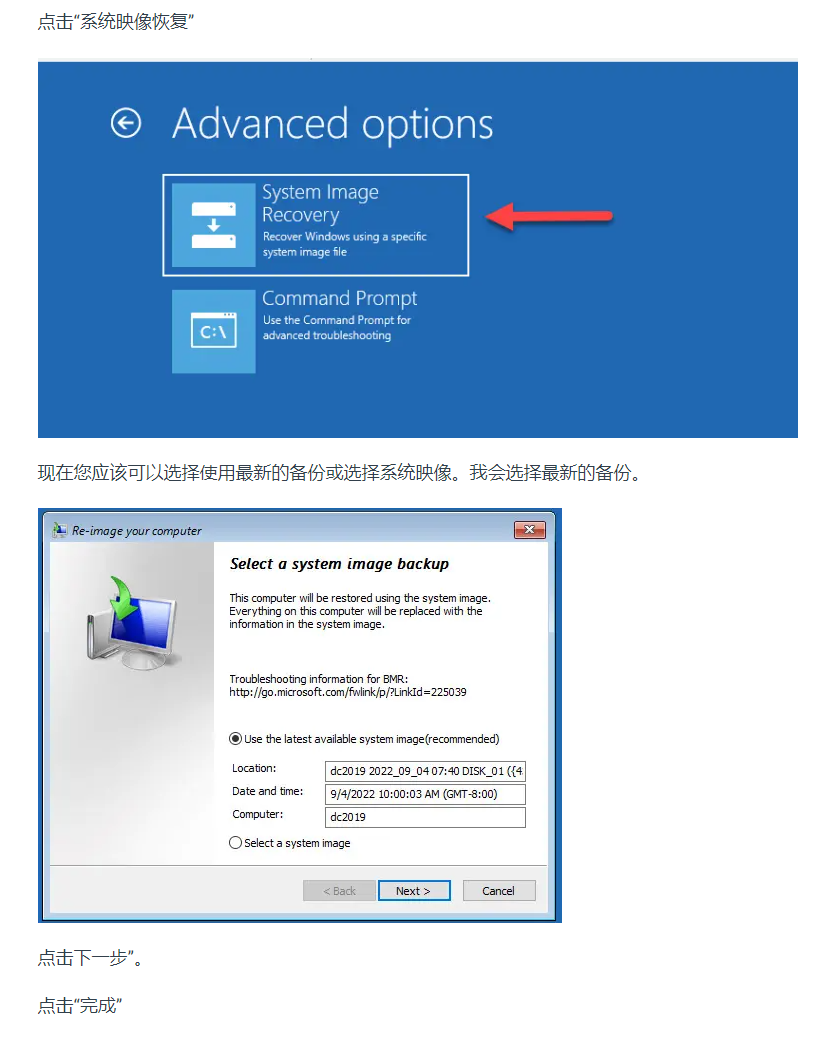 点击“系统映像恢复”
Advanced options
System Image
Recovery
Recover Windows using a specific
system image file
Command Prompt
C:\
Use the Command Prompt for
advanced troubleshooting
现在您应该可以选择使用最新的备份或选择系统映像。我会选择最新的备份。
Re-image your computer
Select a system image backup
This computer will be restored using the system image.
Everything on this computer will be replaced with the
information in the system image.
Troubleshooting information for BMR:
http://go.microsoft.com/fwlink/p/?LinkId=225039
Use the latest available system image(recommended)
Location: dc2019 2022_09_04 07:40 DISK_01 ({4
Date and time: 9/4/2022 10:00:03 AM (GMT-8:00)
Computer: dc2019
Select a system image
< Back Next > Cancel
点击下一步”。
点击“完成”